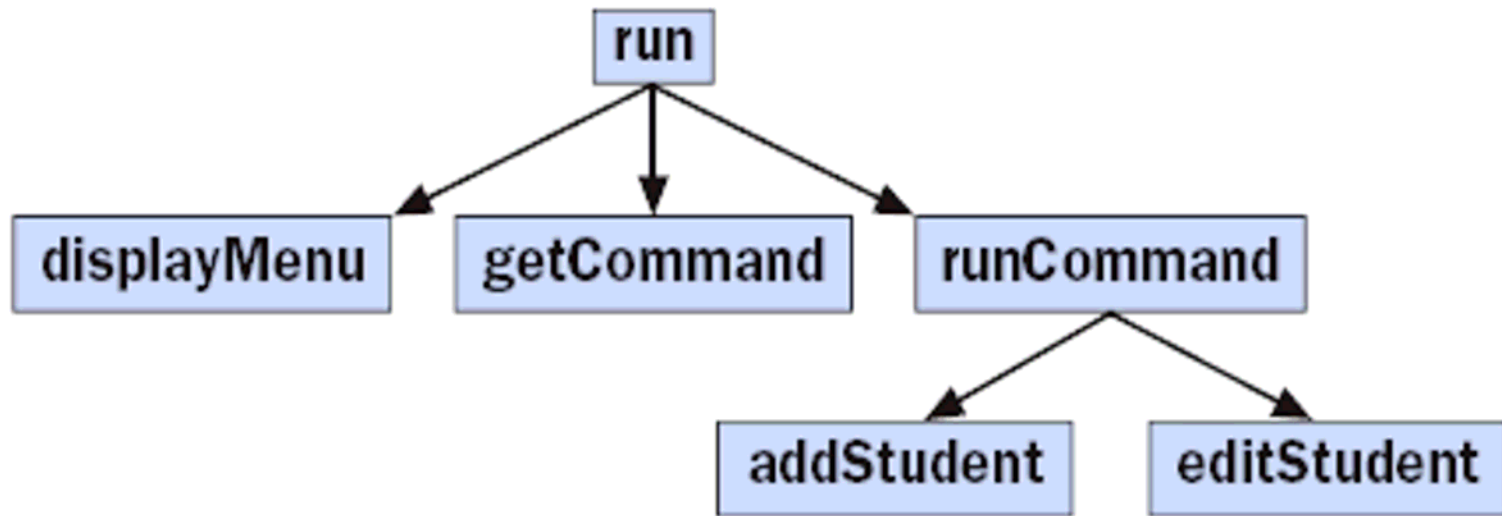 run
displayMenu
getCommand
runCommand
addStudent
editStudent